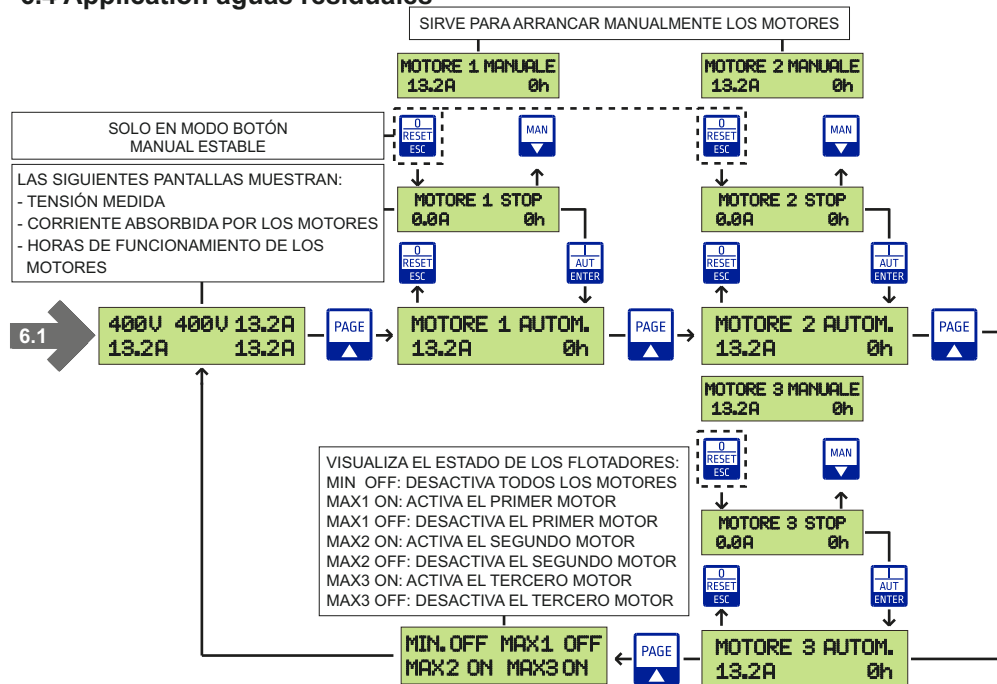 6.4 Application aguas residuales
SIRVE PARA ARRANCAR MANUALMENTE LOS MOTORES
MOTORE 1 MANUALE
13.2A 0h
MOTORE 2 MANUALE
13.2A 0h
SOLO EN MODO BOTÓN
MANUAL ESTABLE
0
RESET
ESC
MAN
0
RESET
ESC
MAN
LAS SIGUIENTES PANTALLAS MUESTRAN:
- TENSIÓN MEDIDA
- CORRIENTE ABSORBIDA POR LOS MOTORES
- HORAS DE FUNCIONAMIENTO DE LOS
MOTORES
MOTORE 1 STOP
0.0A 0h
MOTORE 2 STOP
0.0A 0h
0
RESET
ESC
I
AUT
ENTER
0
RESET
ESC
I
AUT
ENTER
6.1
400V 400V 13.2A
13.2A 13.2A
PAGE
MOTORE 1 AUTOM.
13.2A 0h
PAGE
MOTORE 2 AUTOM.
13.2A 0h
PAGE
MOTORE 3 MANUALE
13.2A 0h
0
RESET
ESC
MAN
VISUALIZA EL ESTADO DE LOS FLOTADORES:
MIN OFF: DESACTIVA TODOS LOS MOTORES
MAX1 ON: ACTIVA EL PRIMER MOTOR
MAX1 OFF: DESACTIVA EL PRIMER MOTOR
MAX2 ON: ACTIVA EL SEGUNDO MOTOR
MAX2 OFF: DESACTIVA EL SEGUNDO MOTOR
MAX3 ON: ACTIVA EL TERCERO MOTOR
MAX3 OFF: DESACTIVA EL TERCERO MOTOR
MOTORE 3 STOP
0.0A 0h
0
RESET
ESC
I
AUT
ENTER
MIN.OFF MAX1 OFF
MAX2 ON MAX3 ON
PAGE
MOTORE 3 AUTOM.
13.2A 0h